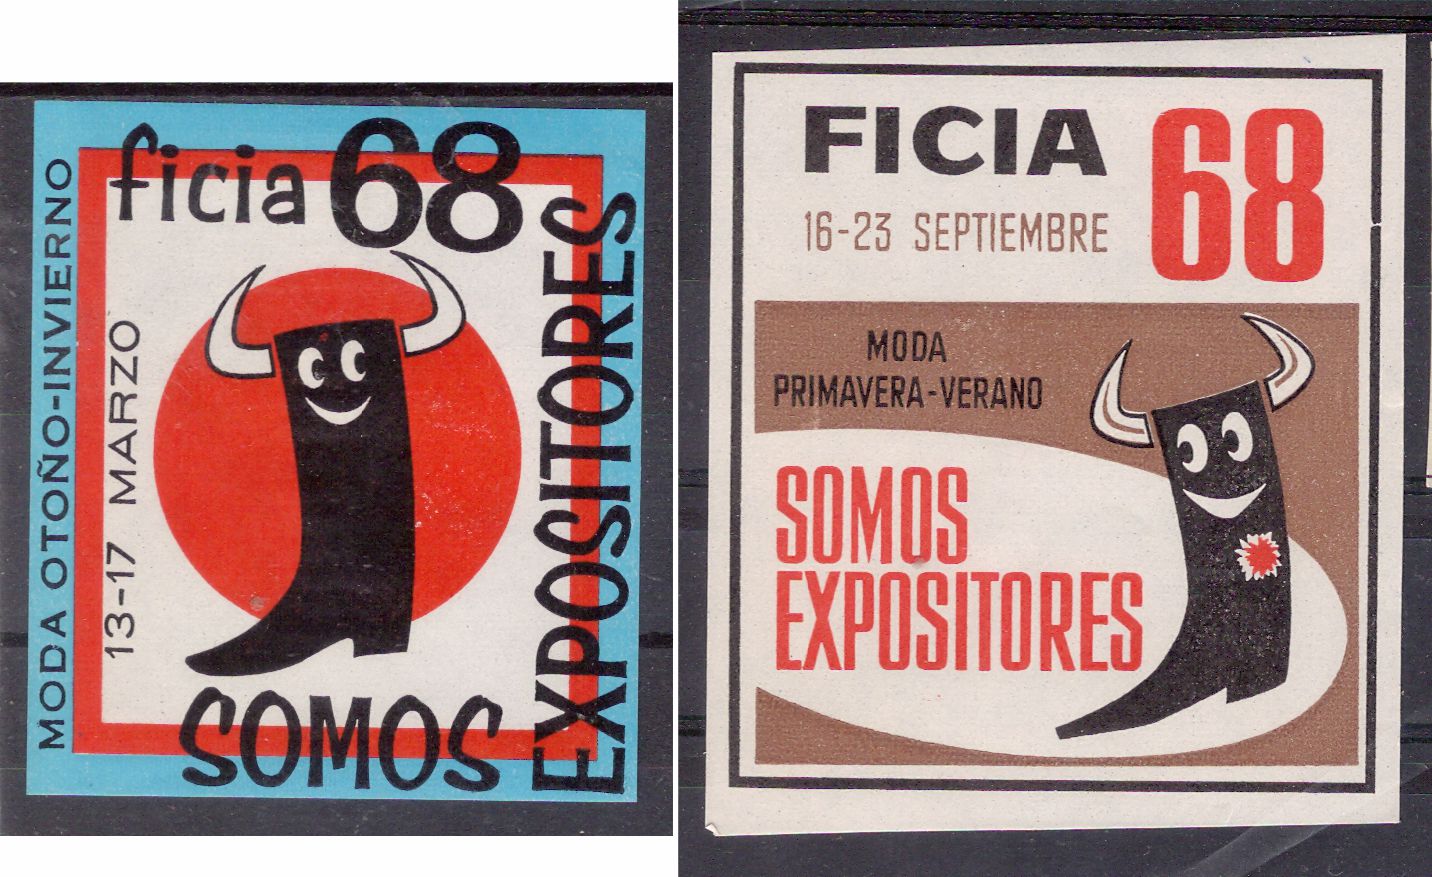 ficia 68
MODA OTOÑO-INVIERNO
13-17 MARZO
SOMOS
EXPOSITORES
FICIA 68
16-23 SEPTIEMBRE
MODA
PRIMAVERA-VERANO
SOMOS
EXPOSITORES